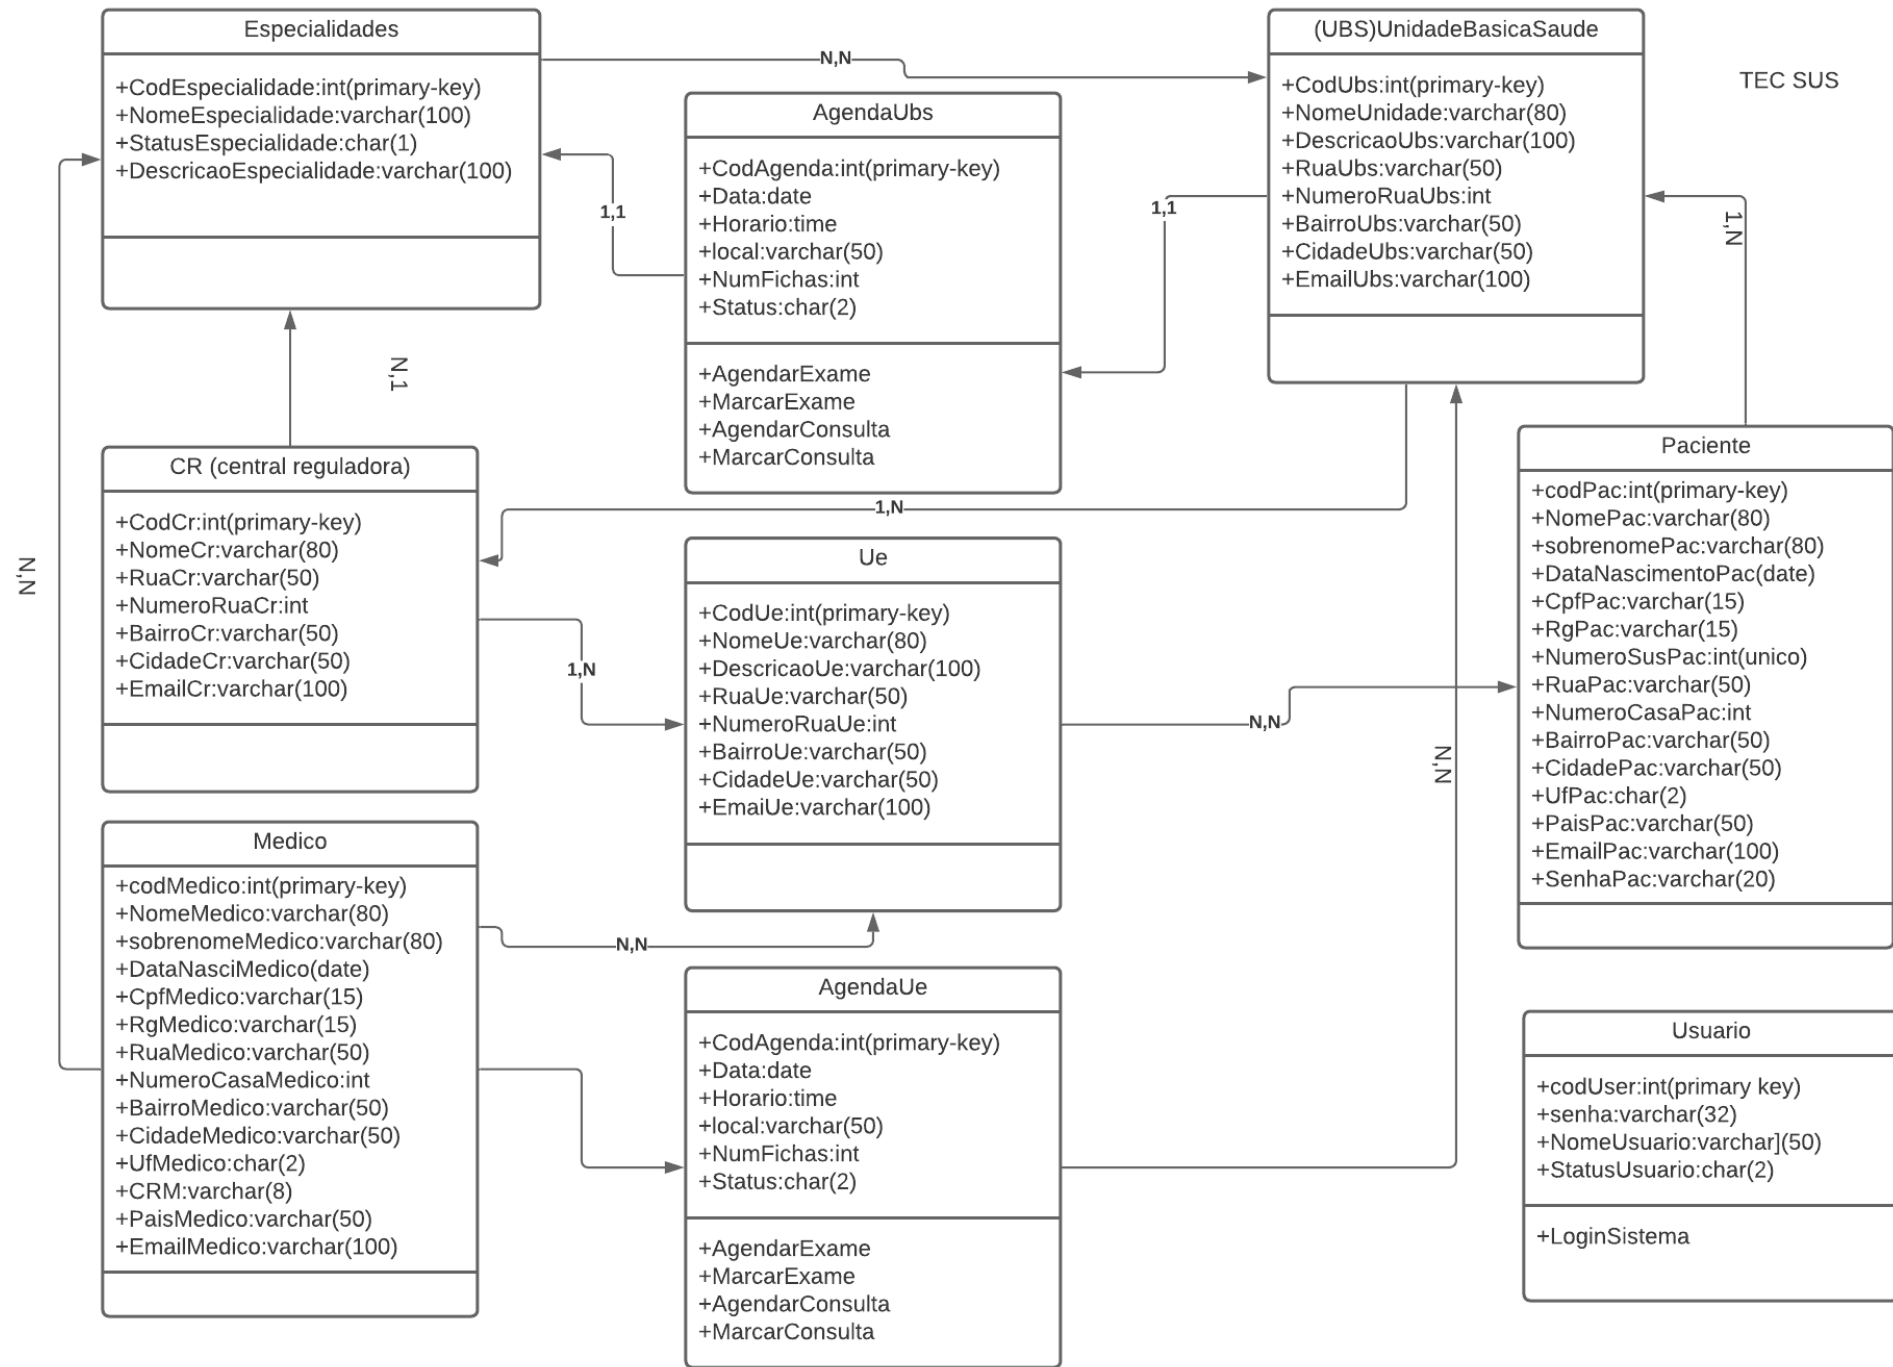 Especialidades
+CodEspecialidade:int(primary-key)
+NomeEspecialidade:varchar(100)
+StatusEspecialidade:char(1)
+DescricaoEspecialidade:varchar(100)
N,N
(UBS)UnidadeBasicaSaude
+CodUbs:int(primary-key)
+NomeUnidade:varchar(80)
+DescricaoUbs:varchar(100)
+RuaUbs:varchar(50)
+NumeroRuaUbs:int
+BairroUbs:varchar(50)
+CidadeUbs:varchar(50)
+EmailUbs:varchar(100)
TEC SUS
AgendaUbs
+CodAgenda:int(primary-key)
+Data:date
+Horario:time
+local:varchar(50)
+NumFichas:int
+Status:char(2)
+AgendarExame
+MarcarExame
+AgendarConsulta
+MarcarConsulta
1,1
1,1
1,N
N,1
CR (central reguladora)
+CodCr:int(primary-key)
+NomeCr:varchar(80)
+RuaCr:varchar(50)
+NumeroRuaCr:int
+BairroCr:varchar(50)
+CidadeCr:varchar(50)
+EmailCr:varchar(100)
1,N
N,N
Ue
+CodUe:int(primary-key)
+NomeUe:varchar(80)
+DescricaoUe:varchar(100)
+RuaUe:varchar(50)
+NumeroRuaUe:int
+BairroUe:varchar(50)
+CidadeUe:varchar(50)
+EmaiUe:varchar(100)
1,N
N,N
N,N
Paciente
+codPac:int(primary-key)
+NomePac:varchar(80)
+sobrenomePac:varchar(80)
+DataNascimentoPac(date)
+CpfPac:varchar(15)
+RgPac:varchar(15)
+NumeroSusPac:int(unico)
+RuaPac:varchar(50)
+NumeroCasaPac:int
+BairroPac:varchar(50)
+CidadePac:varchar(50)
+UfPac:char(2)
+PaisPac:varchar(50)
+EmailPac:varchar(100)
+SenhaPac:varchar(20)
Medico
+codMedico:int(primary-key)
+NomeMedico:varchar(80)
+sobrenomeMedico:varchar(80)
+DataNasciMedico(date)
+CpfMedico:varchar(15)
+RgMedico:varchar(15)
+RuaMedico:varchar(50)
+NumeroCasaMedico:int
+BairroMedico:varchar(50)
+CidadeMedico:varchar(50)
+UfMedico:char(2)
+CRM:varchar(8)
+PaisMedico:varchar(50)
+EmailMedico:varchar(100)
N,N
AgendaUe
+CodAgenda:int(primary-key)
+Data:date
+Horario:time
+local:varchar(50)
+NumFichas:int
+Status:char(2)
+AgendarExame
+MarcarExame
+AgendarConsulta
+MarcarConsulta
Usuario
+codUser:int(primary key)
+senha:varchar(32)
+NomeUsuario:varchar](50)
+StatusUsuario:char(2)
+LoginSistema